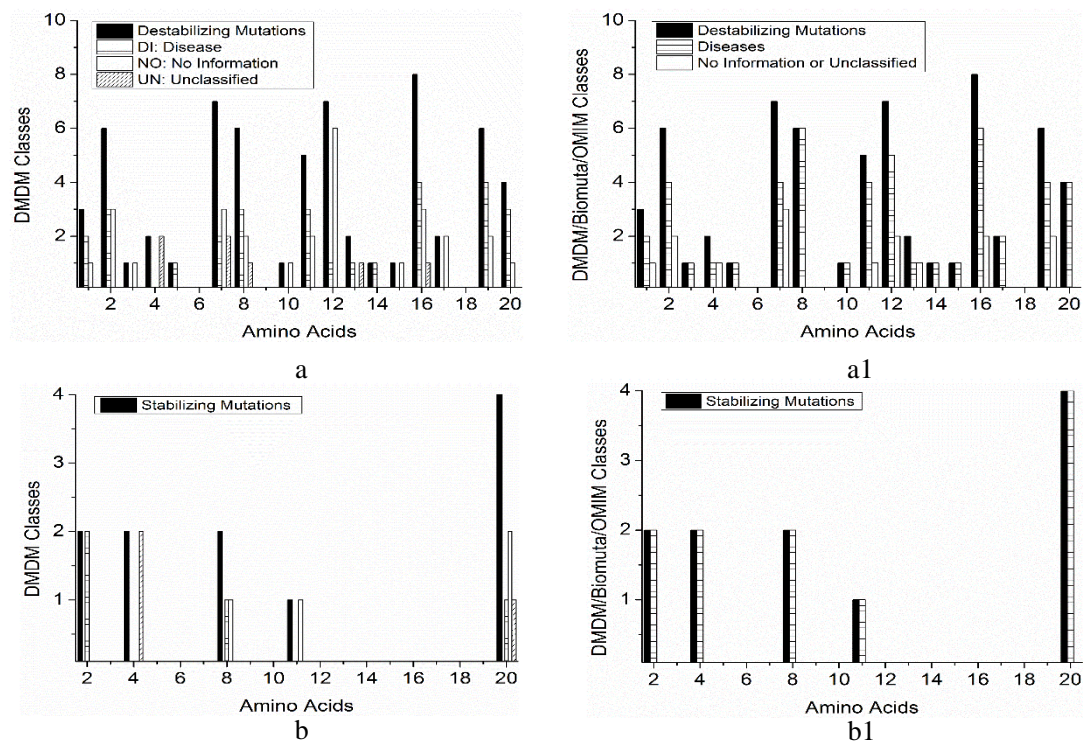 10
8
6
4
2
DMDM Classes
Destabilizing Mutations
DI: Disease
NO: No Information
UN: Unclassified
2 4 6 8 10 12 14 16 18 20
Amino Acids
a
10
8
6
4
2
DMDM/Biomuta/OMIM Classes
Destabilizing Mutations
Diseases
No Information or Unclassified
2 4 6 8 10 12 14 16 18 20
Amino Acids
a1
4
3
2
1
DMDM Classes
Stabilizing Mutations
2 4 6 8 10 12 14 16 18 20
Amino Acids
b
4
3
2
1
DMDM/Biomuta/OMIM Classes
Stabilizing Mutations
2 4 6 8 10 12 14 16 18 20
Amino Acids
b1